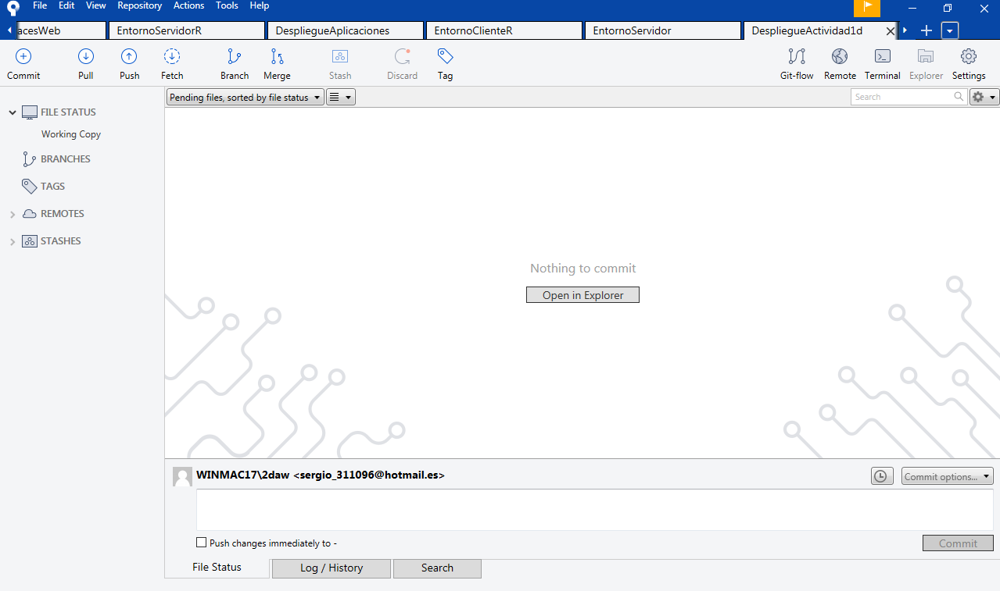 File Edit View Repository Actions Tools Help
acesWeb EntornoServidorR DespliegueAplicaciones EntornoClienteR EntornoServidor DespliegueActividad1d
Commit Pull Push Fetch Branch Merge Stash Discard Tag Git-flow Remote Terminal Explorer Settings
Pending files, sorted by file status Search
FILE STATUS
Working Copy
BRANCHES
TAGS
REMOTES
STASHES
Nothing to commit
Open in Explorer
WINMAC17\2daw <sergio_311096@hotmail.es> Commit options...
Push changes immediately to - Commit
File Status Log / History Search